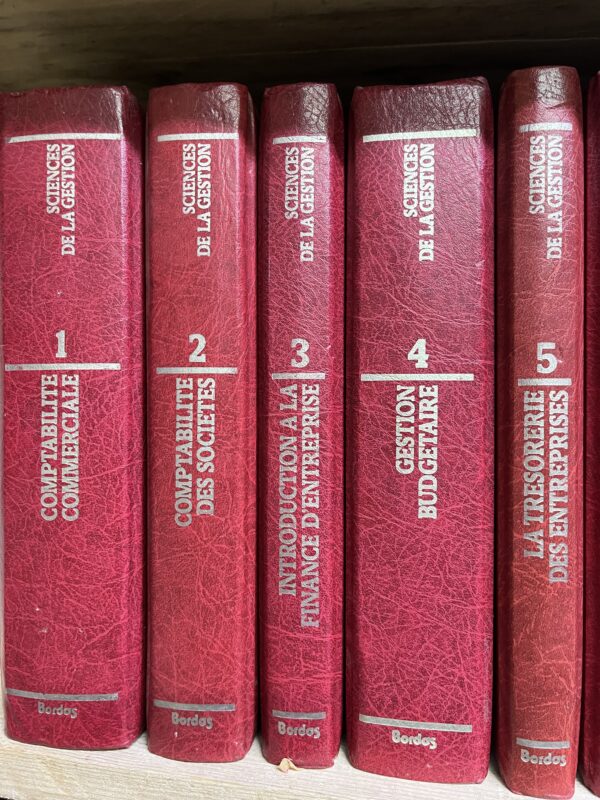 SCIENCES
DE LA GESTION
1
COMPTABILITE
COMMERCIALE
Bordas
SCIENCES
DE LA GESTION
2
COMPTABILITE
DES SOCIETES
Bordas
SCIENCES
DE LA GESTION
3
INTRODUCTION A LA
FINANCE D'ENTREPRISE
Bordas
SCIENCES
DE LA GESTION
4
GESTION
BUDGETAIRE
Bordas
SCIENCES
DE LA GESTION
5
LA TRESORERIE
DES ENTREPRISES
Bordas